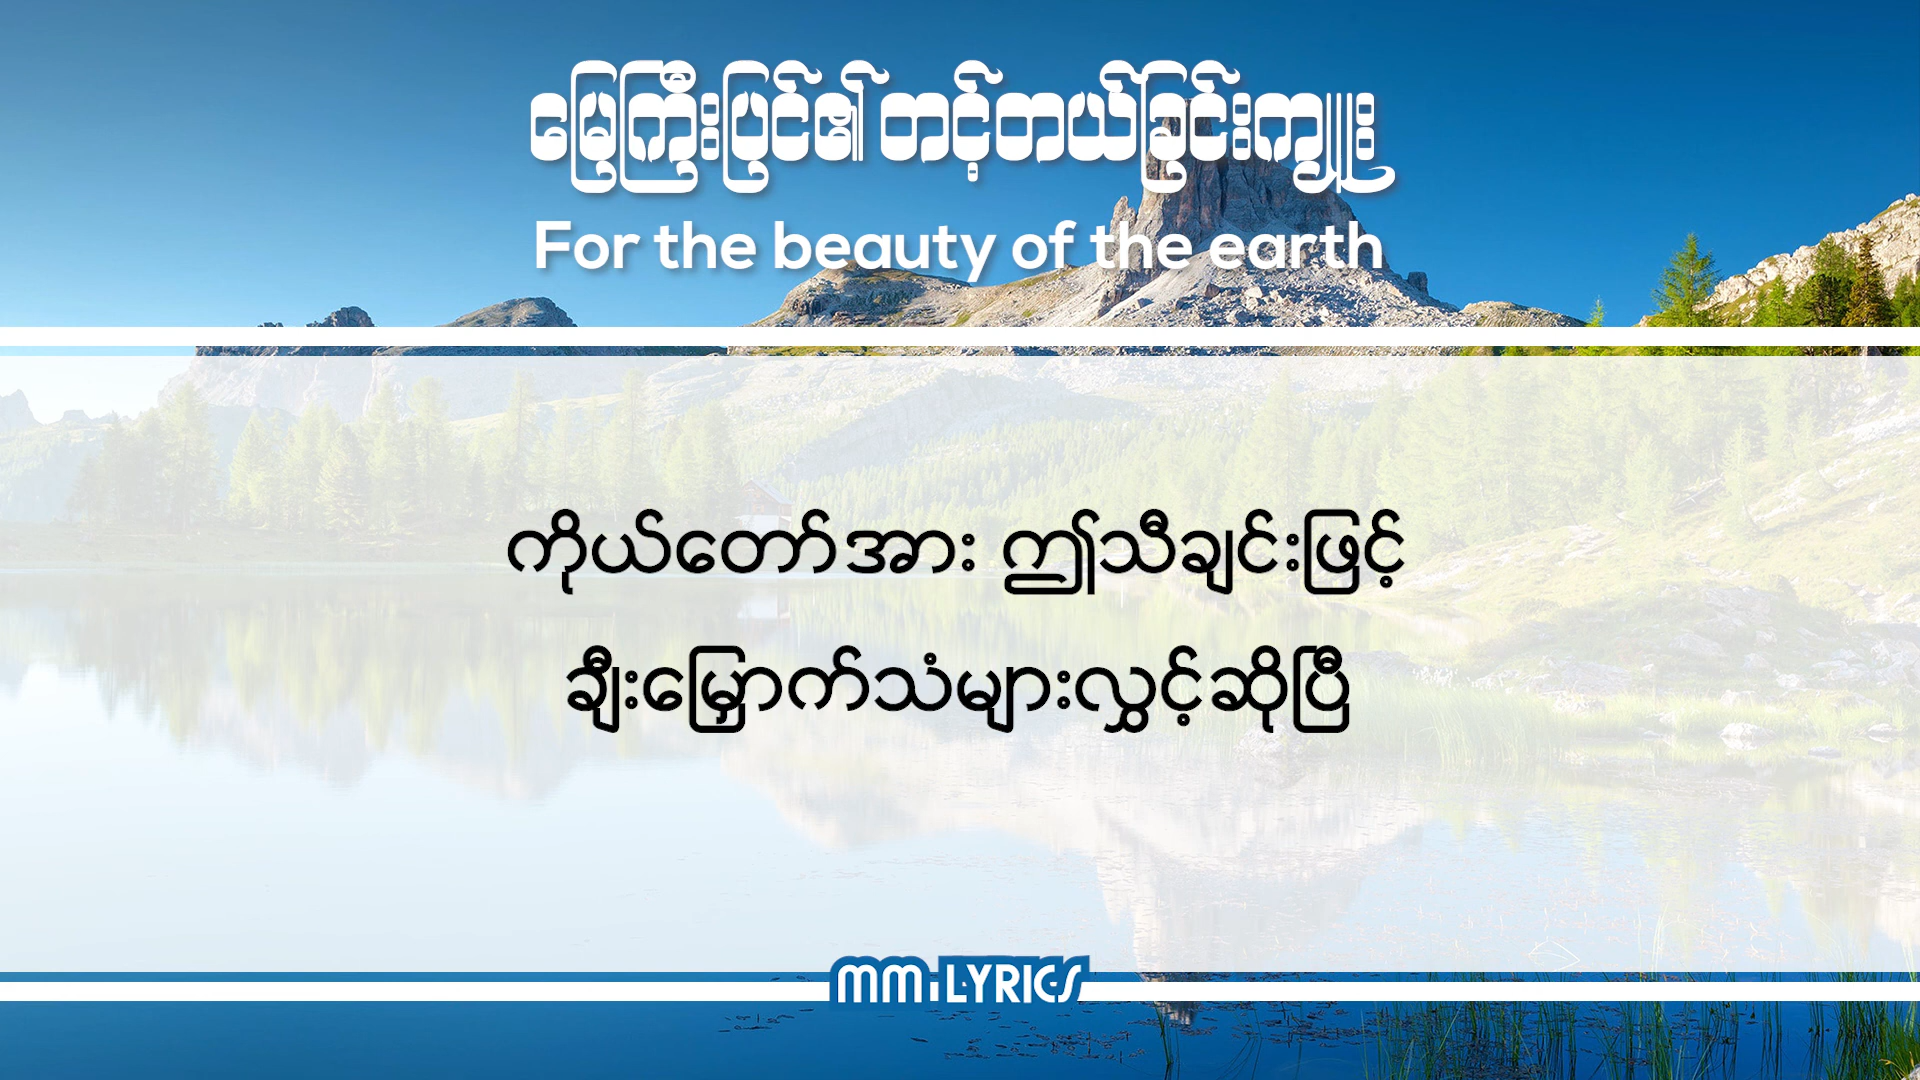 မြေကြီးပြင်၏ တင့်တယ်ခြင်းကျူး
For the beauty of the earth
ကိုယ်တော်အား ဤသီချင်းဖြင့်
ချီးမြှောက်သံများလွှင့်ဆိုပြီ
MM LYRICS